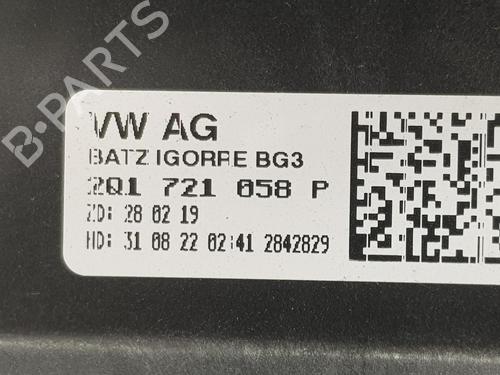 B-PARTS
VW AG
BATZ IGORRE BG3
2Q1 721 058 P
ZD: 28 02 19
HD: 31 08 22 02:41 2842829